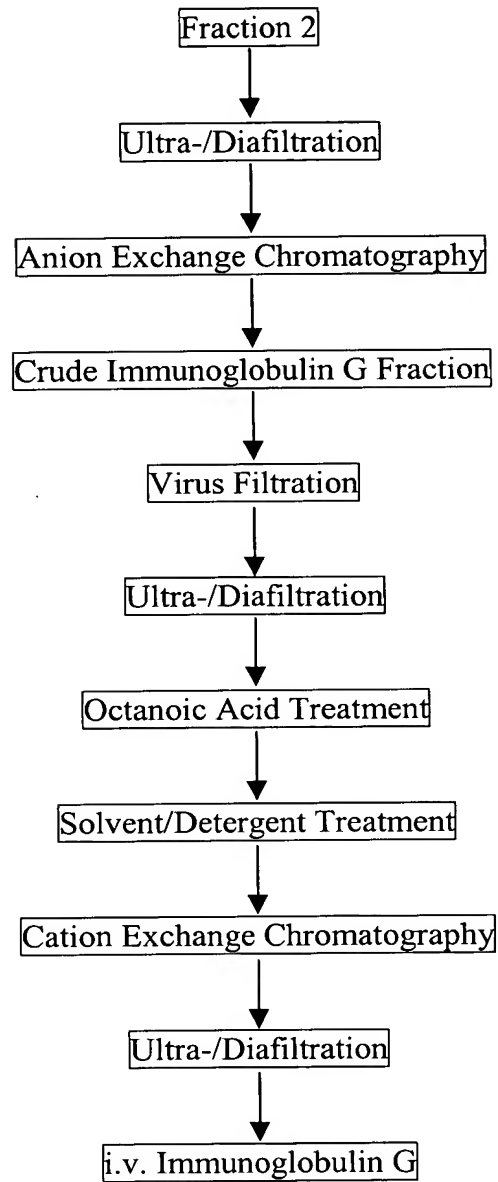 Fraction 2
Ultra-/Diafiltration
Anion Exchange Chromatography
Crude Immunoglobulin G Fraction
Virus Filtration
Ultra-/Diafiltration
Octanoic Acid Treatment
Solvent/Detergent Treatment
Cation Exchange Chromatography
Ultra-/Diafiltration
i.v. Immunoglobulin G